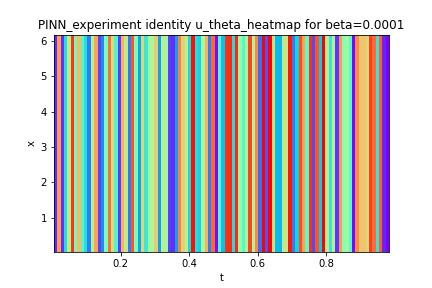 PINN_experiment identity u_theta_heatmap for beta=0.0001
6
5
4
3
2
1
x
0.2 0.4 0.6 0.8
t